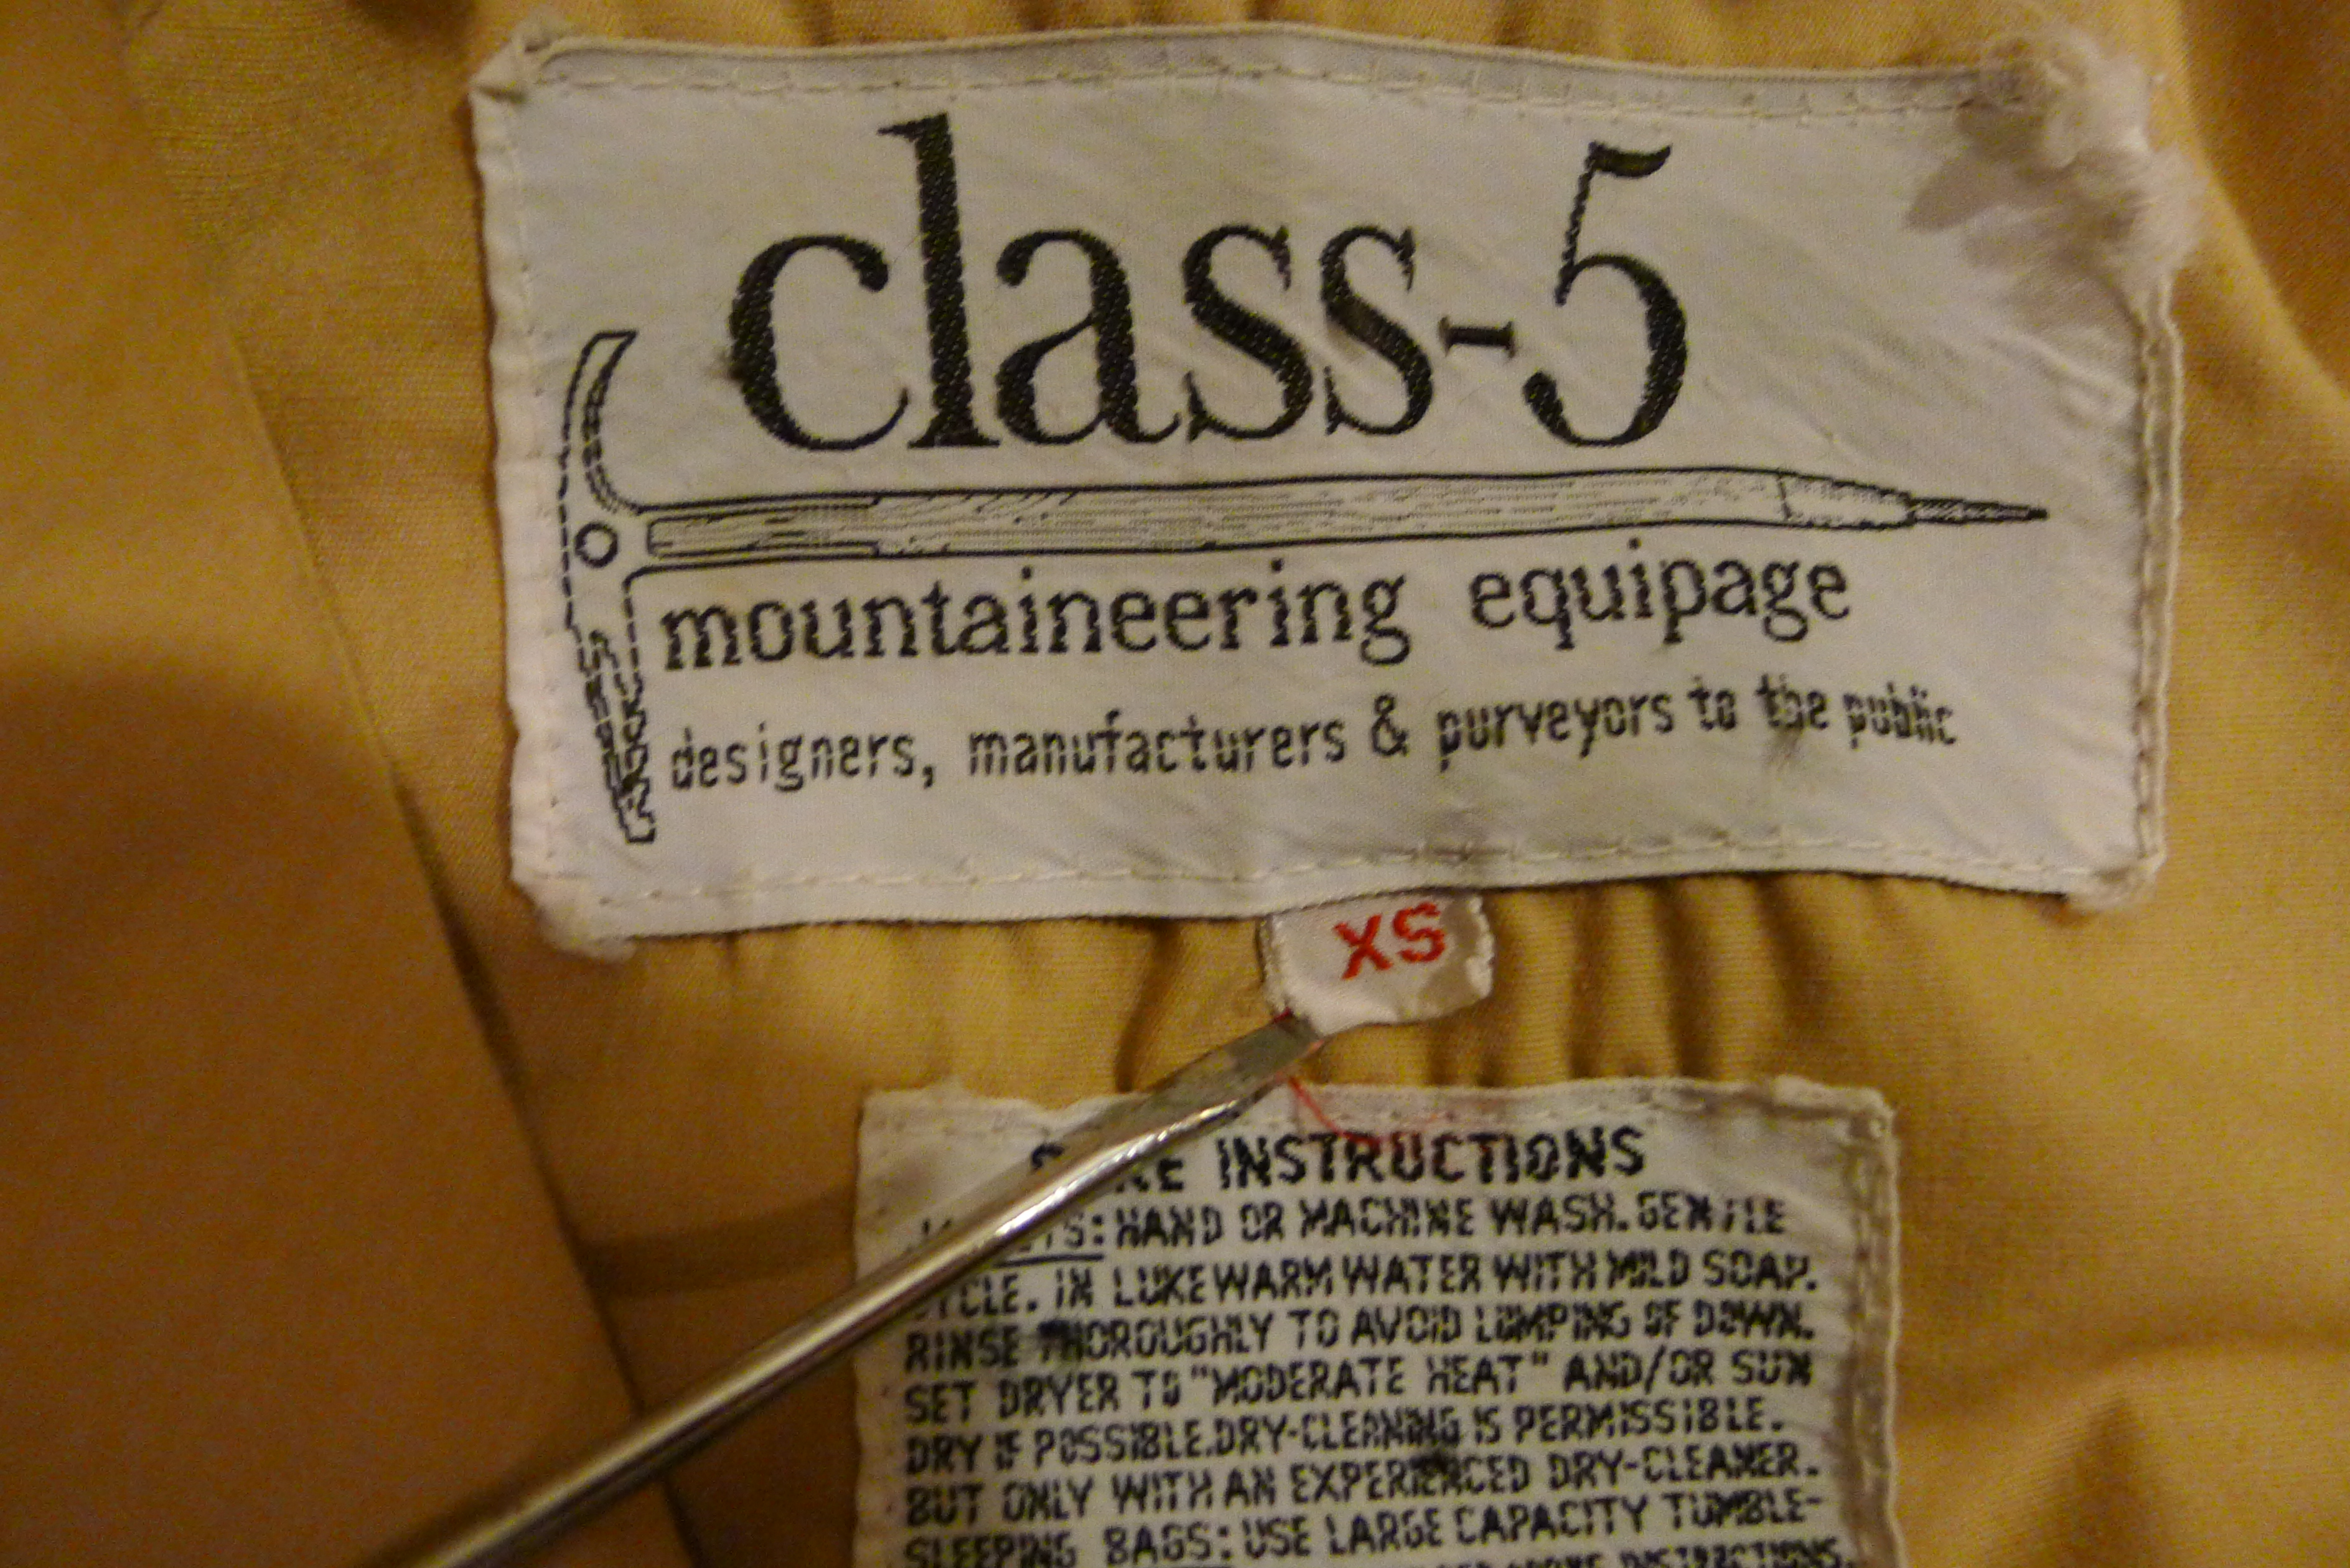 class-5
mountaineering equipage
designers, manufacturers & purveyors to the public
XS
INSTRUCTIONS
HAND OR MACHINE WASH. GENTLE
CYCLE. IN LUKEWARM WATER WITH MILD SOAP.
RINSE THOROUGHLY TO AVOID LUMPING OF DOWN.
SET DRYER TO "MODERATE HEAT" AND/OR SUN
DRY IF POSSIBLE. DRY-CLEANING IS PERMISSIBLE.
BUT ONLY WITH AN EXPERIENCED DRY-CLEANER.
SLEEPING BAGS: USE LARGE CAPACITY TUMBLE-
INSTRUCTIONS.